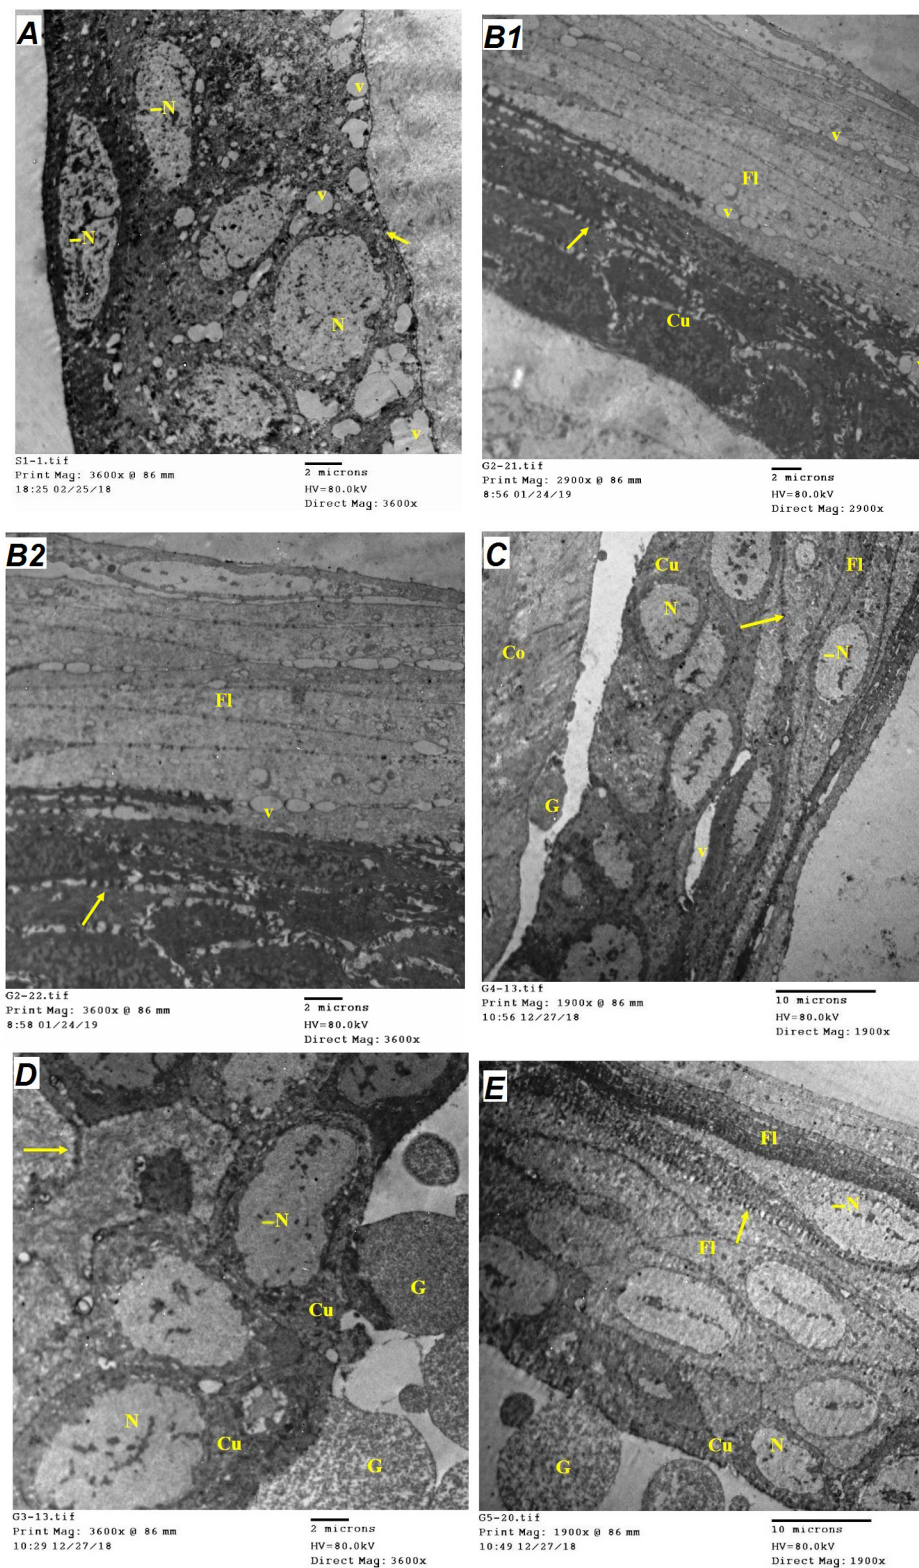 A
N
N
N
v
v
v
S1-1.tif
Print Mag: 3600x @ 86 mm
18:25 02/25/18
2 microns
HV=80.0kV
Direct Mag: 3600x
B1
v
Fl
v
Cu
v
G2-21.tif
Print Mag: 2900x @ 86 mm
8:56 01/24/19
2 microns
HV=80.0kV
Direct Mag: 2900x
B2
Fl
v
G2-22.tif
Print Mag: 3600x @ 86 mm
8:58 01/24/19
2 microns
HV=80.0kV
Direct Mag: 3600x
C
Cu
Fl
N
Co
N
G
v
G4-13.tif
Print Mag: 1900x @ 86 mm
10:56 12/27/18
10 microns
HV=80.0kV
Direct Mag: 1900x
D
N
G
Cu
N
Cu
G
G3-13.tif
Print Mag: 3600x @ 86 mm
10:29 12/27/18
2 microns
HV=80.0kV
Direct Mag: 3600x
E
Fl
N
Fl
Cu
N
G
G5-20.tif
Print Mag: 1900x @ 86 mm
10:49 12/27/18
10 microns
HV=80.0kV
Direct Mag: 1900x